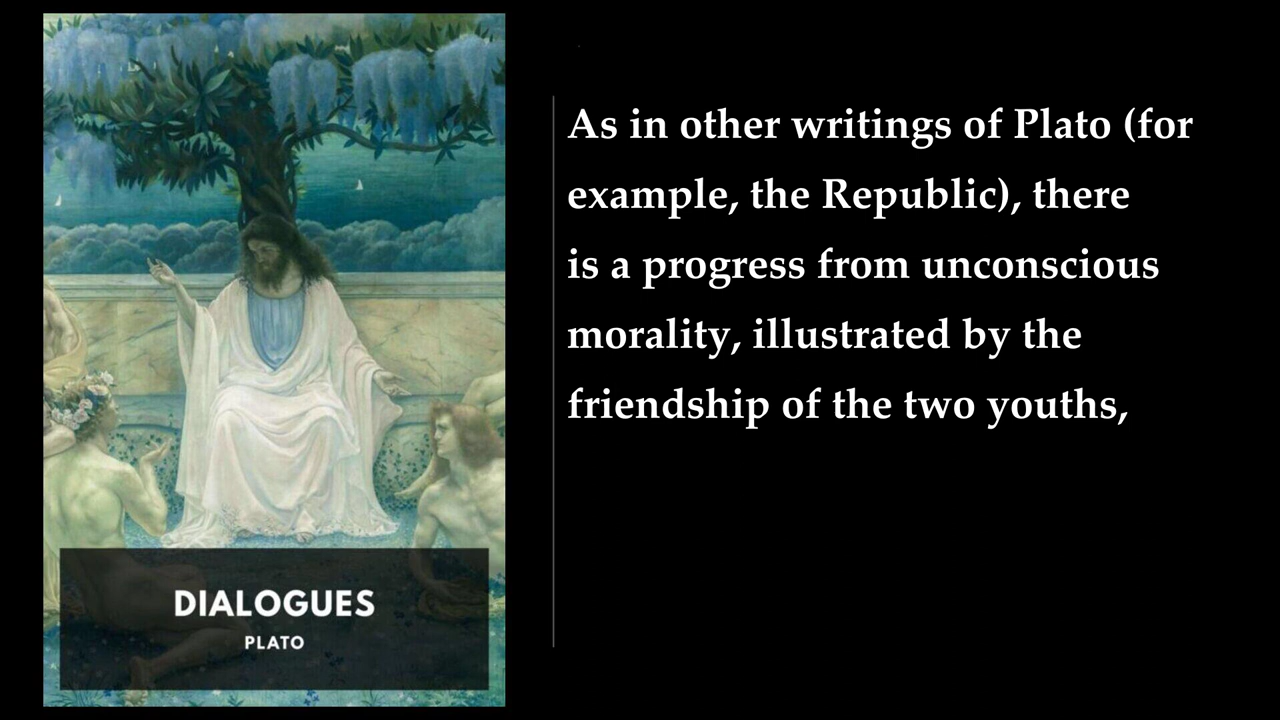 As in other writings of Plato (for
example, the Republic), there
is a progress from unconscious
morality, illustrated by the
friendship of the two youths,
DIALOGUES
PLATO